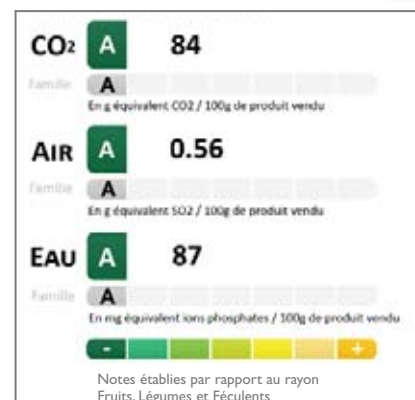 CO2 A 84
Famille A
En g équivalent CO2 / 100g de produit vendu
AIR A 0.56
Famille A
En g équivalent SO2 / 100g de produit vendu
EAU A 87
Famille A
En mg équivalent ions phosphates / 100g de produit vendu
- +
Notes établies par rapport au rayon
Fruits, Légumes et Féculents